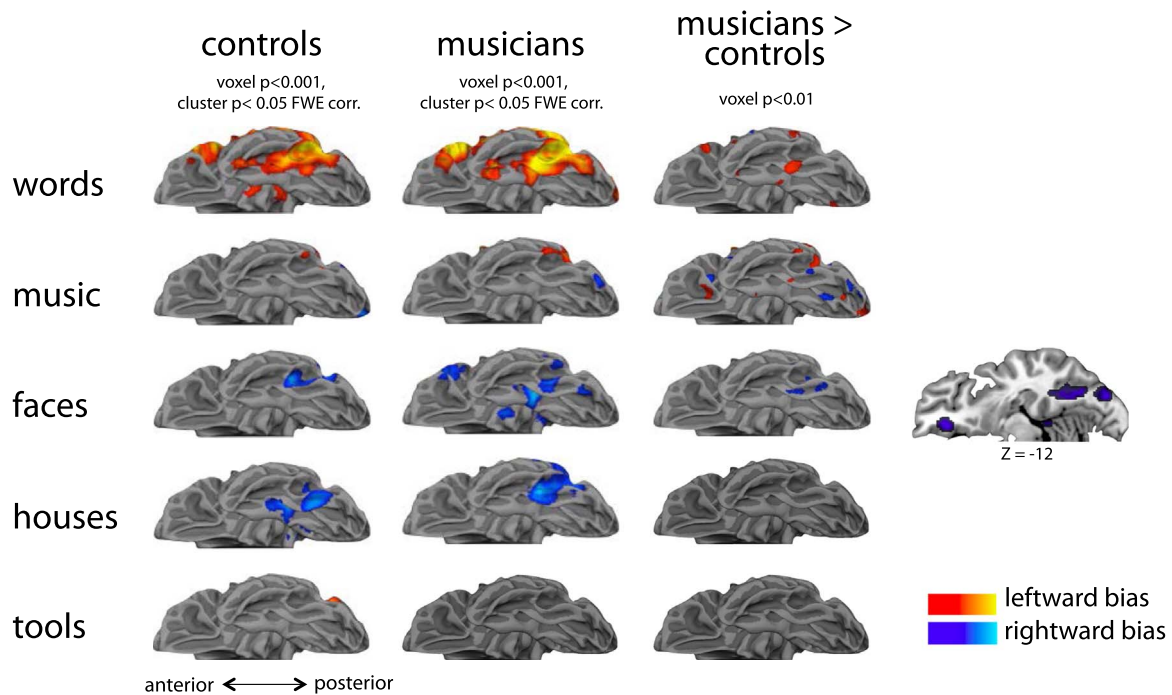 controls
musicians
musicians >
controls
voxel p<0.001,
cluster p< 0.05 FWE corr.
voxel p<0.001,
cluster p< 0.05 FWE corr.
voxel p<0.01
words
music
faces
Z = -12
houses
tools
leftward bias
rightward bias
anterior
posterior